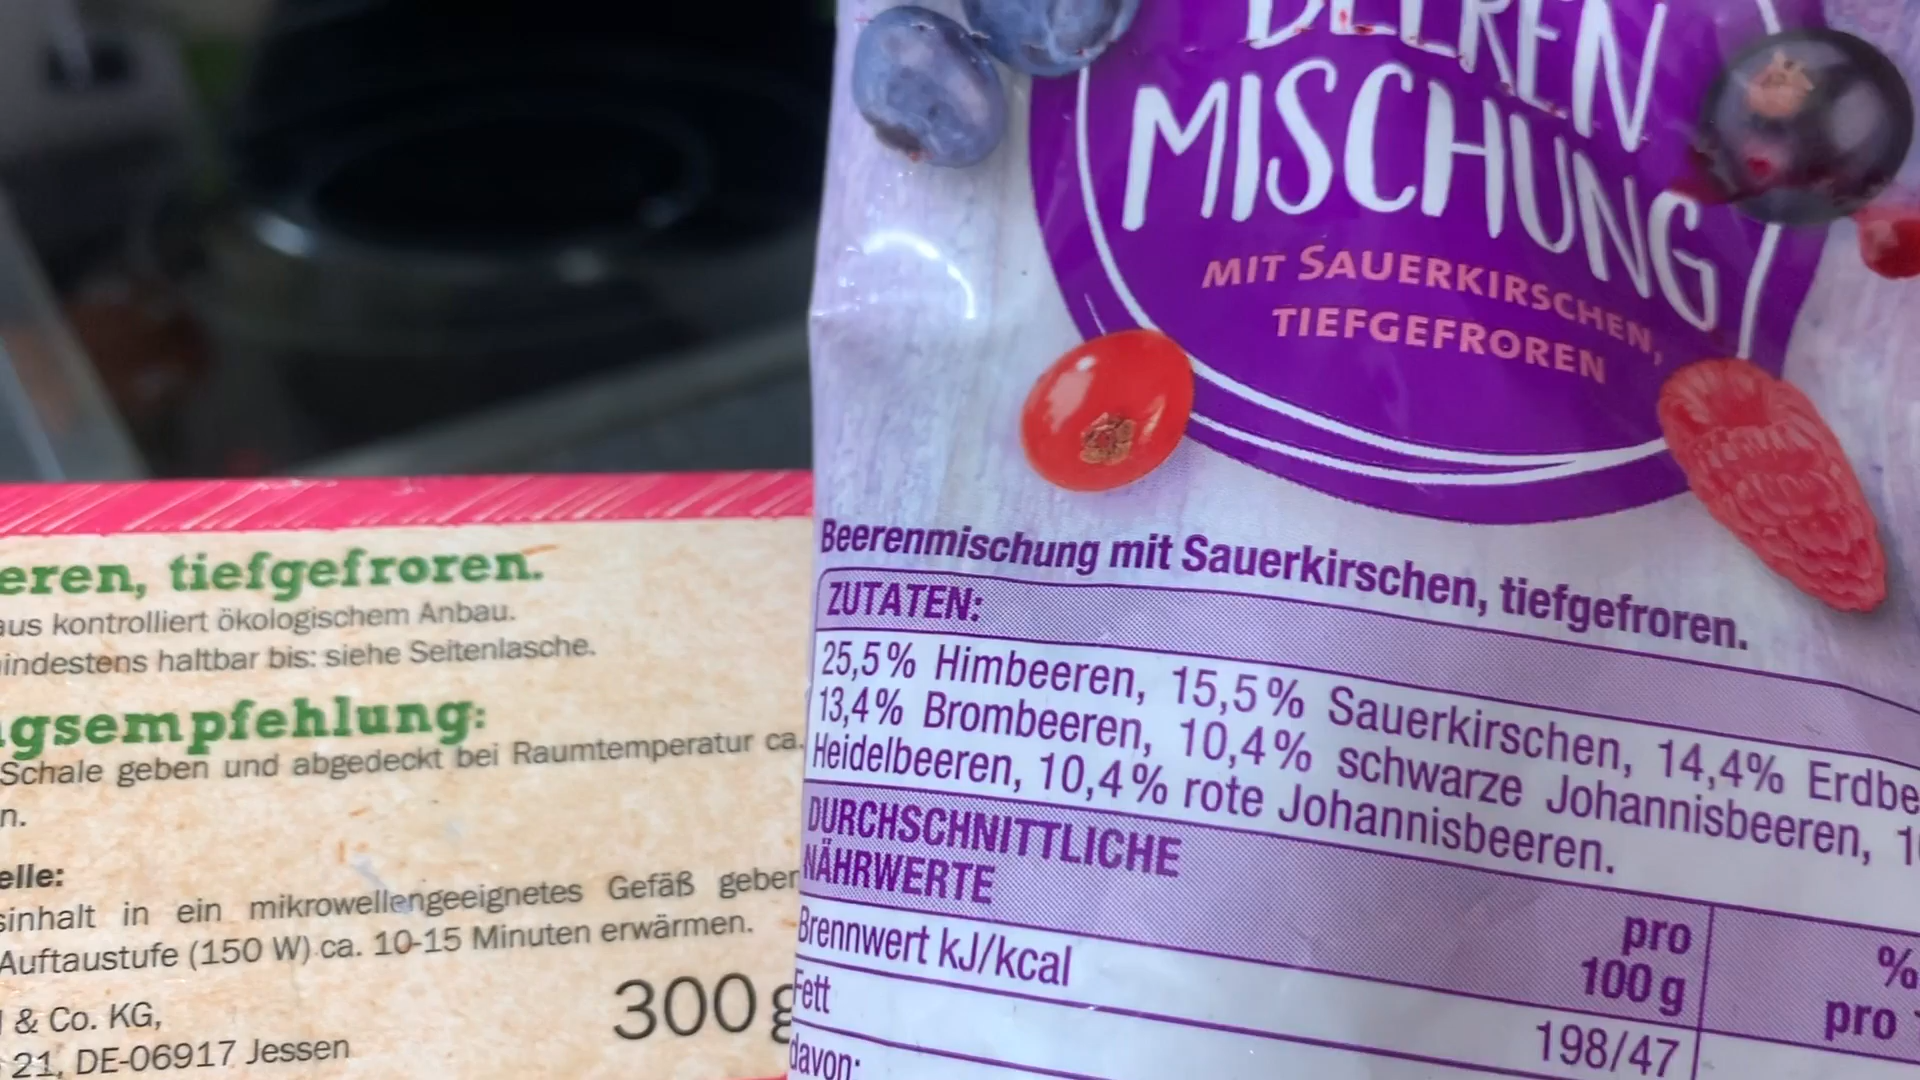 eren, tiefgefroren.
aus kontrolliert ökologischem Anbau.
indestens haltbar bis: siehe Seitenlasche.
gsempfehlung:
Schale geben und abgedeckt bei Raumtemperatur ca.
n.
elle:
sinhalt in ein mikrowellengeeignetes Gefäß geben
Auftaustufe (150 W) ca. 10-15 Minuten erwärmen.
300 g
& Co. KG,
21, DE-06917 Jessen
BEEREN
MISCHUNG
MIT SAUERKIRSCHEN,
TIEFGEFROREN
Beerenmischung mit Sauerkirschen, tiefgefroren.
ZUTATEN:
25,5% Himbeeren, 15,5% Sauerkirschen, 14,4% Erdbe
13,4% Brombeeren, 10,4% schwarze Johannisbeeren, 1
Heidelbeeren, 10,4% rote Johannisbeeren.
DURCHSCHNITTLICHE
NÄHRWERTE
pro
100 g
%
pro
Brennwert kJ/kcal
198/47
Fett
davon: